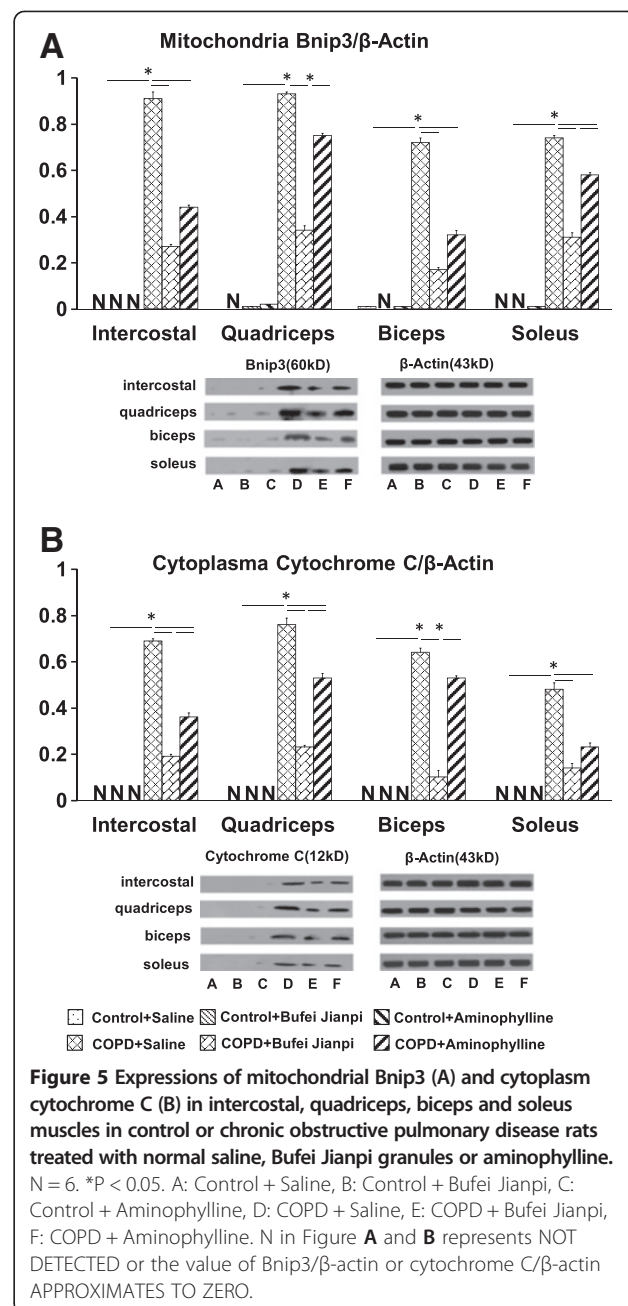 A
Mitochondria Bnip3/β-Actin
1
0.8
0.6
0.4
0.2
0
* * * * *
N N N N N N N
Intercostal Quadriceps Biceps Soleus
Bnip3(60kD) β-Actin(43kD)
intercostal
quadriceps
biceps
soleus
A B C D E F A B C D E F
B
Cytoplasma Cytochrome C/β-Actin
1
0.8
0.6
0.4
0.2
0
* * * * *
N N N N N N N N N N N N
Intercostal Quadriceps Biceps Soleus
Cytochrome C(12kD) β-Actin(43kD)
intercostal
quadriceps
biceps
soleus
A B C D E F A B C D E F
Control+Saline Control+Bufei Jianpi Control+Aminophylline
COPD+Saline COPD+Bufei Jianpi COPD+Aminophylline
Figure 5 Expressions of mitochondrial Bnip3 (A) and cytoplasm
cytochrome C (B) in intercostal, quadriceps, biceps and soleus
muscles in control or chronic obstructive pulmonary disease rats
treated with normal saline, Bufei Jianpi granules or aminophylline.
N = 6. *P < 0.05. A: Control + Saline, B: Control + Bufei Jianpi, C:
Control + Aminophylline, D: COPD + Saline, E: COPD + Bufei Jianpi,
F: COPD + Aminophylline. N in Figure A and B represents NOT
DETECTED or the value of Bnip3/β-actin or cytochrome C/β-actin
APPROXIMATES TO ZERO.